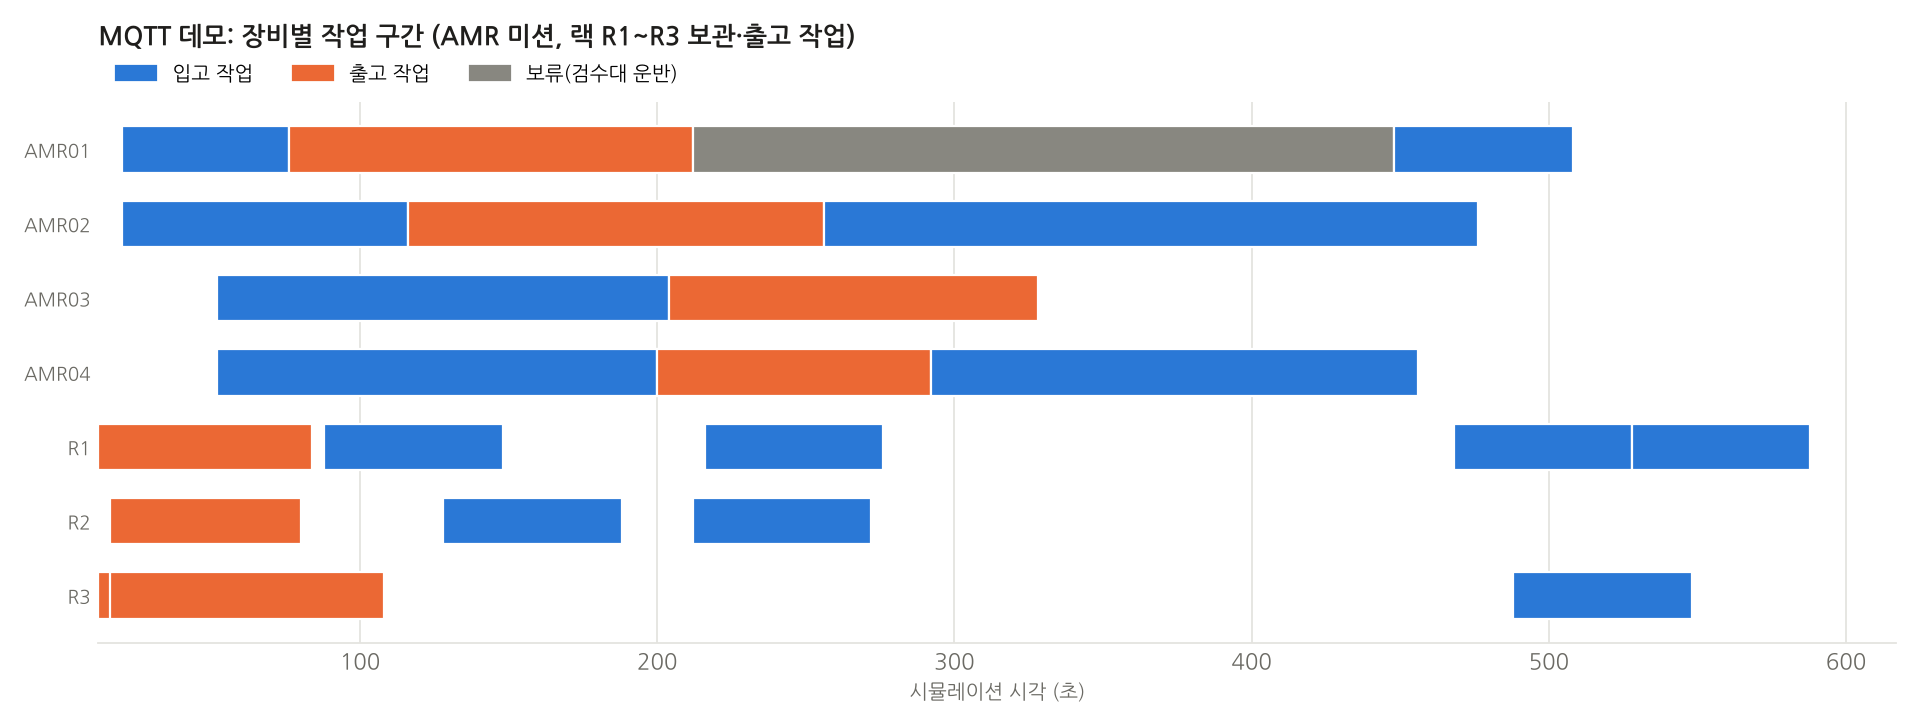 MQTT 데모: 장비별 작업 구간 (AMR 미션, 랙 R1~R3 보관·출고 작업)
입고 작업 출고 작업 보류(검수대 운반)
AMR01
AMR02
AMR03
AMR04
R1
R2
R3
100 200 300 400 500 600
시뮬레이션 시각 (초)